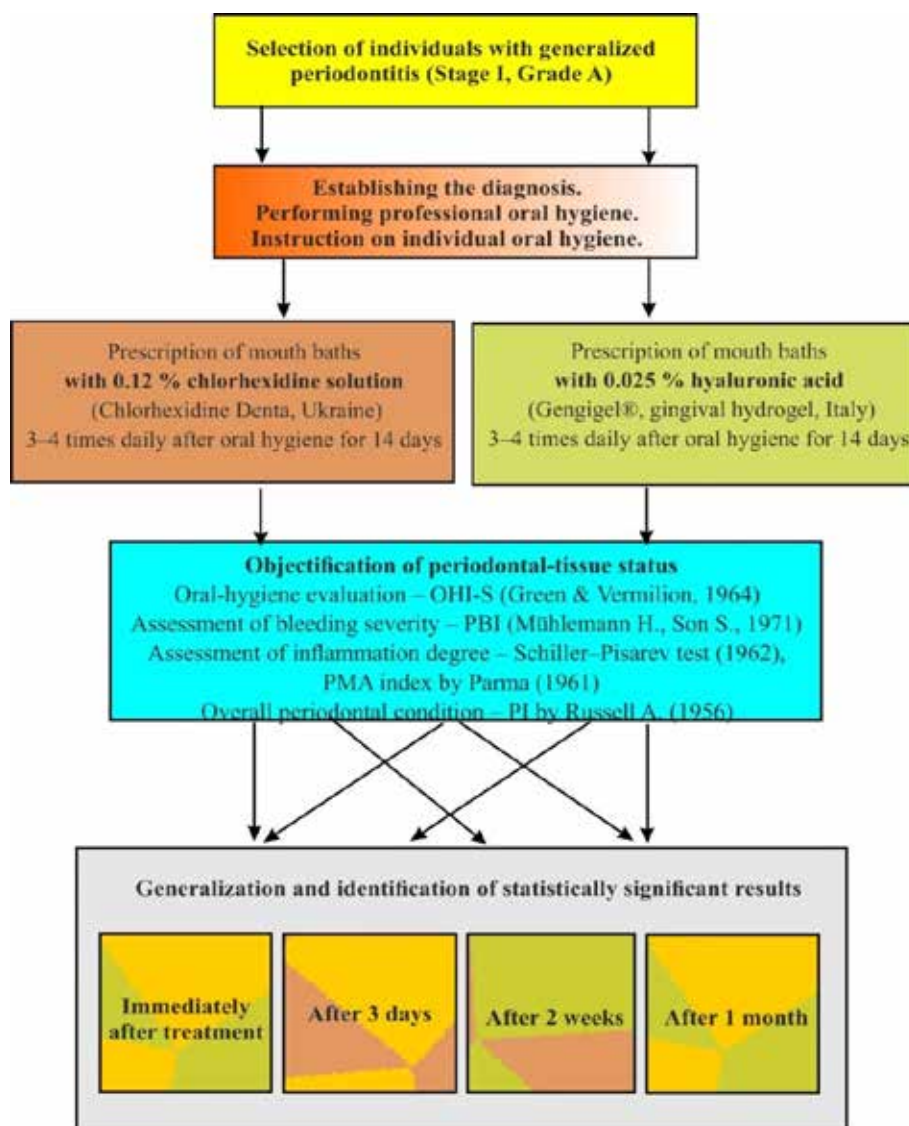 Selection of individuals with generalized
periodontitis (Stage I, Grade A)
Establishing the diagnosis.
Performing professional oral hygiene.
Instruction on individual oral hygiene.
Prescription of mouth baths
with 0.12 % chlorhexidine solution
(Chlorhexidine Denta, Ukraine)
3–4 times daily after oral hygiene for 14 days
Prescription of mouth baths
with 0.025 % hyaluronic acid
(Gengigel®, gingival hydrogel, Italy)
3–4 times daily after oral hygiene for 14 days
Objectification of periodontal-tissue status
Oral-hygiene evaluation – OHI-S (Green & Vermilion, 1964)
Assessment of bleeding severity – PBI (Mühlemann H., Son S., 1971)
Assessment of inflammation degree – Schiller–Pisarev test (1962),
PMA index by Parma (1961)
Overall periodontal condition – PI by Russell A. (1956)
Generalization and identification of statistically significant results
Immediately
after treatment
After 3 days
After 2 weeks
After 1 month